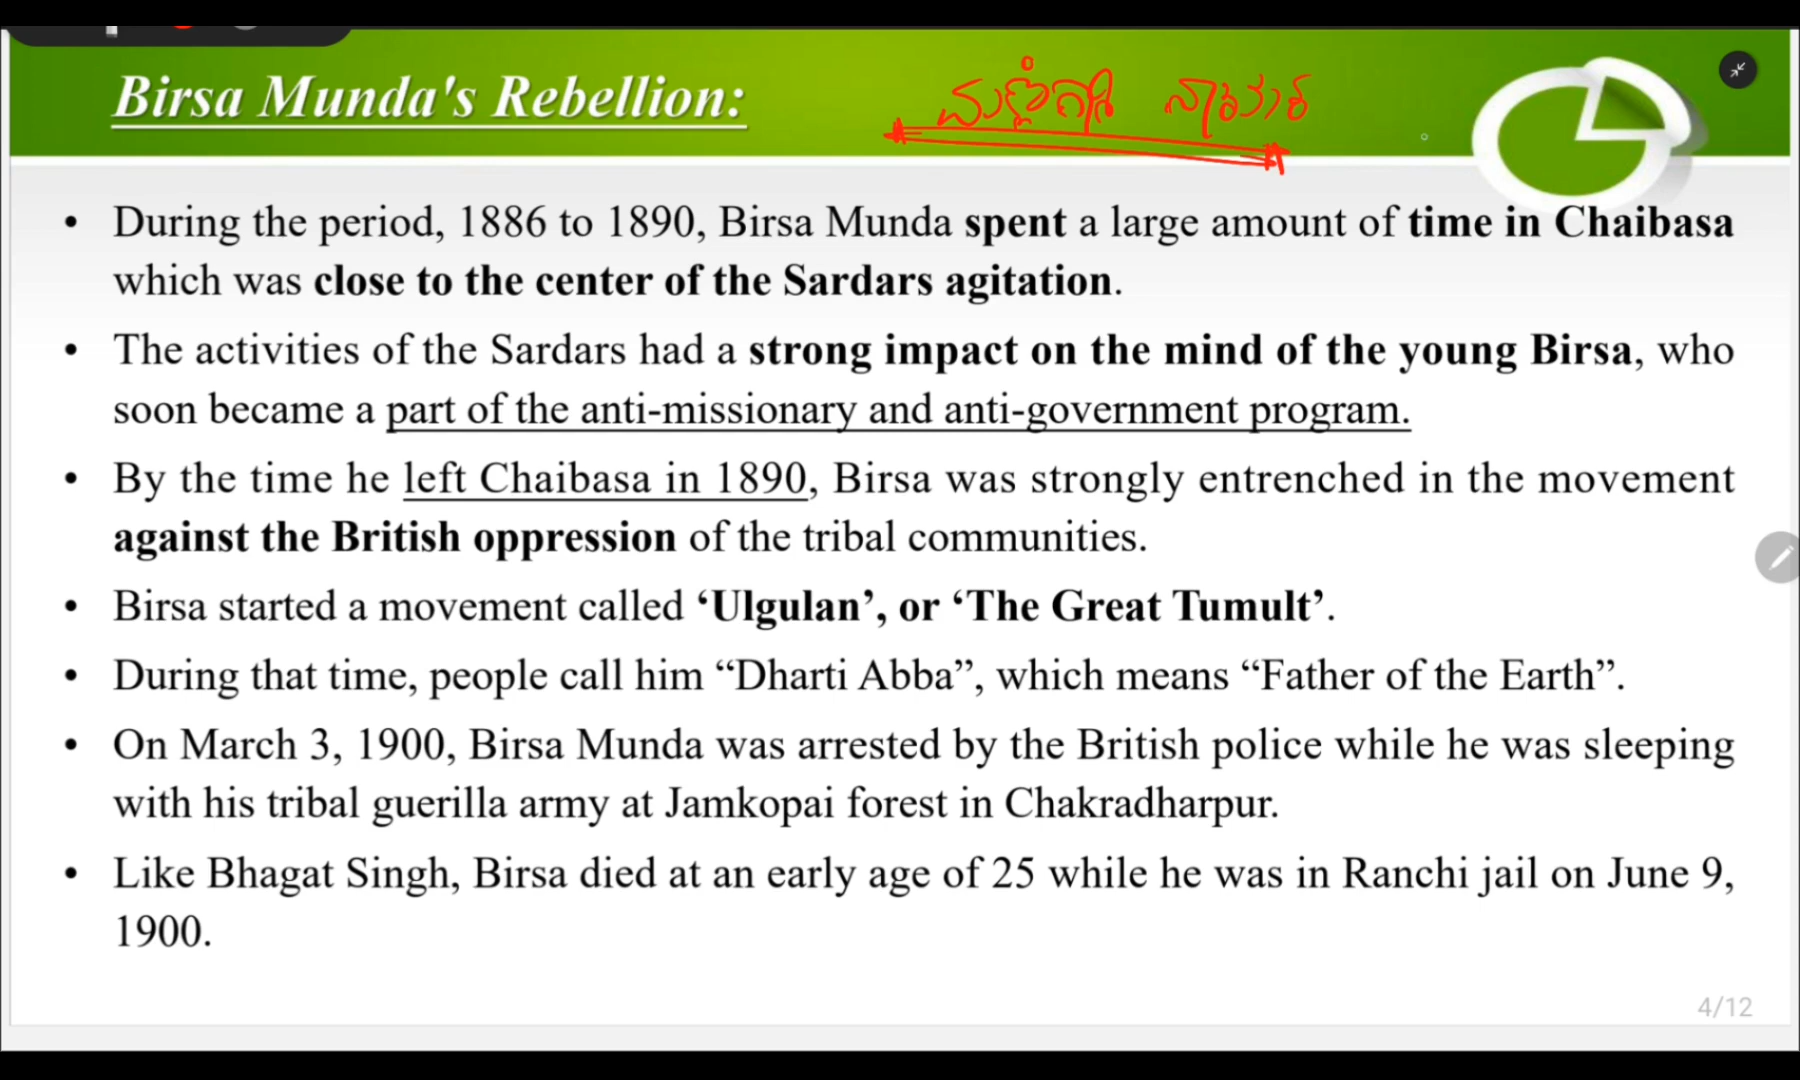 Birsa Munda's Rebellion:
• During the period, 1886 to 1890, Birsa Munda spent a large amount of time in Chaibasa
which was close to the center of the Sardars agitation.
• The activities of the Sardars had a strong impact on the mind of the young Birsa, who
soon became a part of the anti-missionary and anti-government program.
• By the time he left Chaibasa in 1890, Birsa was strongly entrenched in the movement
against the British oppression of the tribal communities.
• Birsa started a movement called ‘Ulgulan’, or ‘The Great Tumult’.
• During that time, people call him “Dharti Abba”, which means “Father of the Earth”.
• On March 3, 1900, Birsa Munda was arrested by the British police while he was sleeping
with his tribal guerilla army at Jamkopai forest in Chakradharpur.
• Like Bhagat Singh, Birsa died at an early age of 25 while he was in Ranchi jail on June 9,
1900.
4/12